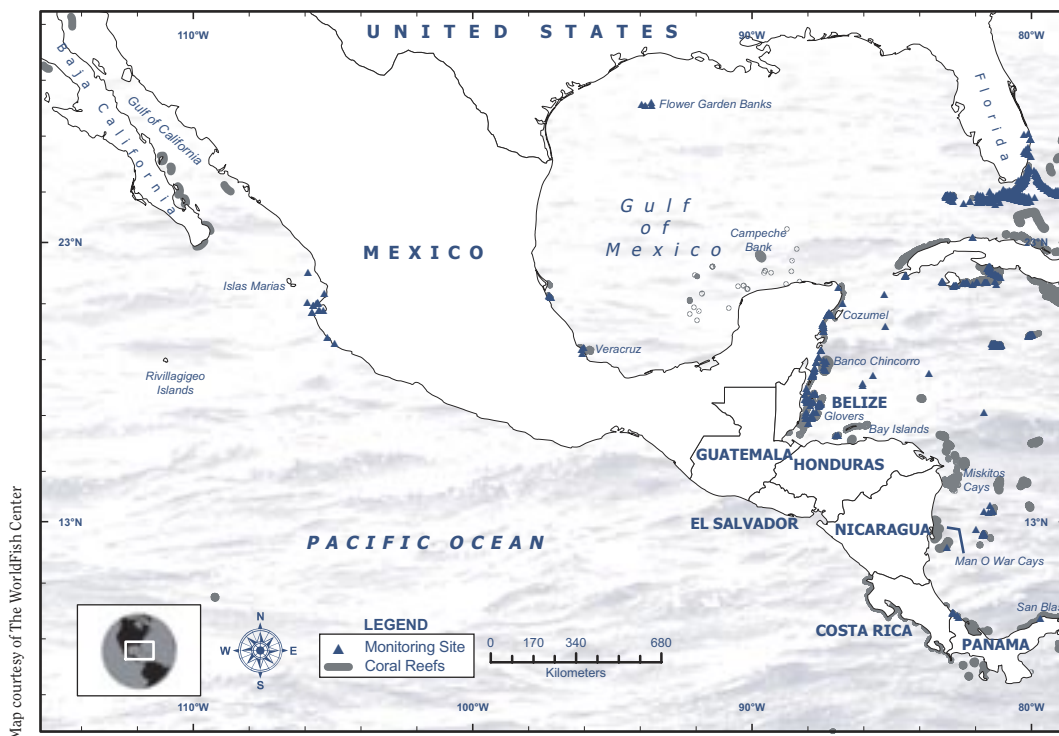 110°W
90°W
80°W
UNITED STATES
Baja California
Gulf of California
Flower Garden Banks
Florida
Gulf
of
Mexico
Campeche
Bank
23°N
23°N
MEXICO
Islas Marias
Cozumel
Veracruz
Banco Chincorro
Rivillagigeo
Islands
BELIZE
Glovers
Bay Islands
GUATEMALA
HONDURAS
Miskitos
Cays
13°N
13°N
EL SALVADOR
NICARAGUA
PACIFIC OCEAN
Man O War Cays
San Blas
COSTA RICA
PANAMA
N
W
E
S
LEGEND
Monitoring Site
Coral Reefs
0 170 340 680
Kilometers
110°W
100°W
90°W
80°W
Map courtesy of The WorldFish Center